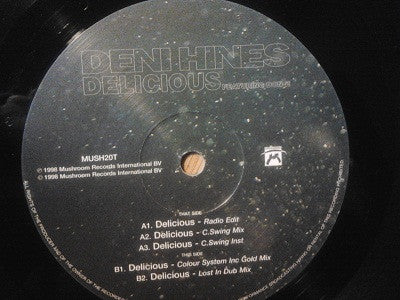 DENI HINES
DELICIOUS FEATURING DON-E
MUSH20T
℗ 1998 Mushroom Records International BV
© 1998 Mushroom Records International BV
THAT SIDE
A1. Delicious - Radio Edit
A2. Delicious - C.Swing Mix
A3. Delicious - C.Swing Inst
THIS SIDE
B1. Delicious - Colour System Inc Gold Mix
B2. Delicious - Lost In Dub Mix